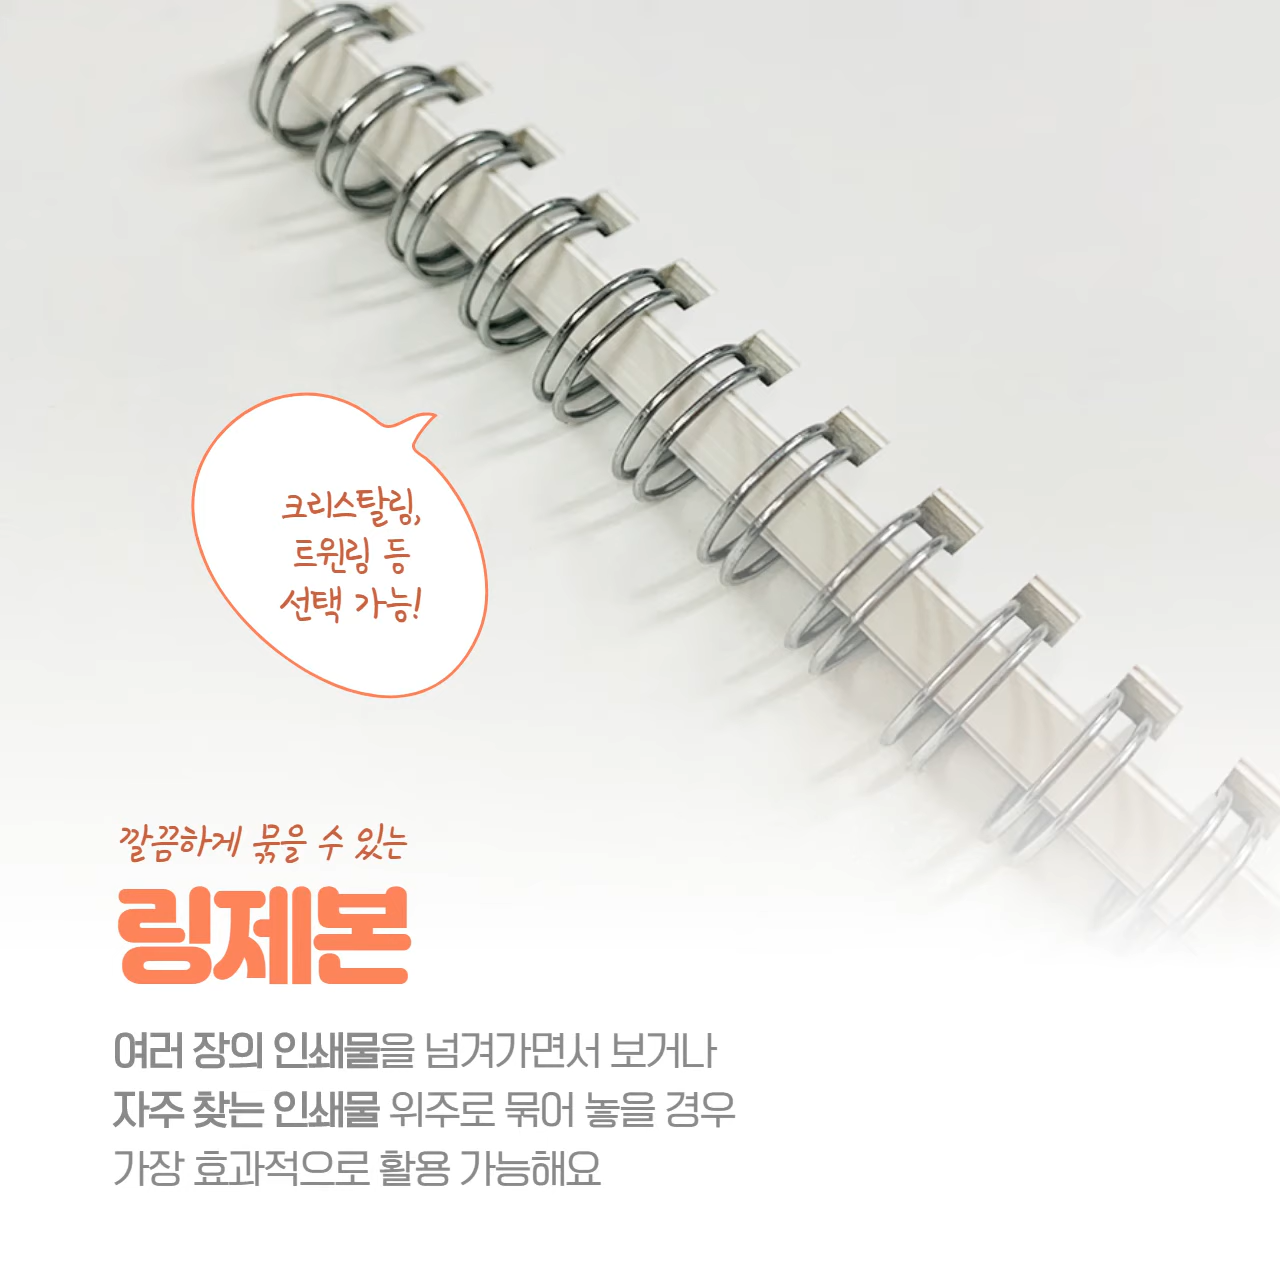 크리스탈링,
트윈링 등
선택 가능!
깔끔하게 묶을 수 있는
링제본
여러 장의 인쇄물을 넘겨가면서 보거나
자주 찾는 인쇄물 위주로 묶어 놓을 경우
가장 효과적으로 활용 가능해요